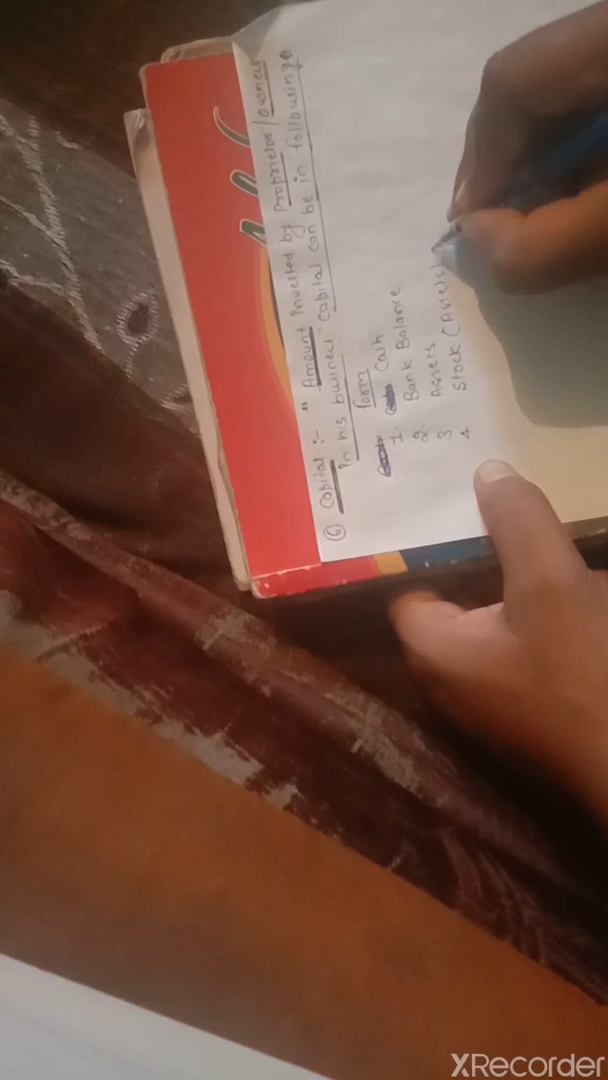 ⑥ Capital :- " Amount invested by proprietor/owner
in his business" Capital can be in following
form
1. Cash
2. Bank Balance
3. Assets
4 Stock (Assets)
XRecorder